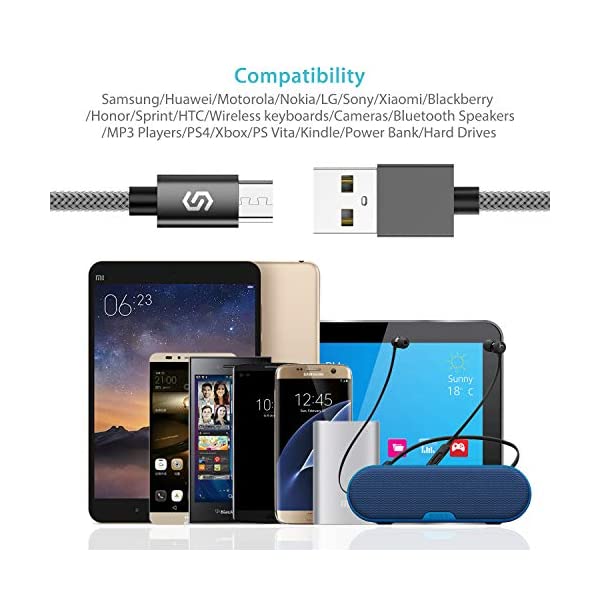 Compatibility
Samsung/Huawei/Motorola/Nokia/LG/Sony/Xiaomi/Blackberry
/Honor/Sprint/HTC/Wireless keyboards/Cameras/Bluetooth Speakers
/MP3 Players/PS4/Xbox/PS Vita/Kindle/Power Bank/Hard Drives
MI
06:23
SAMSUNG
12:45
Sunny
18° c